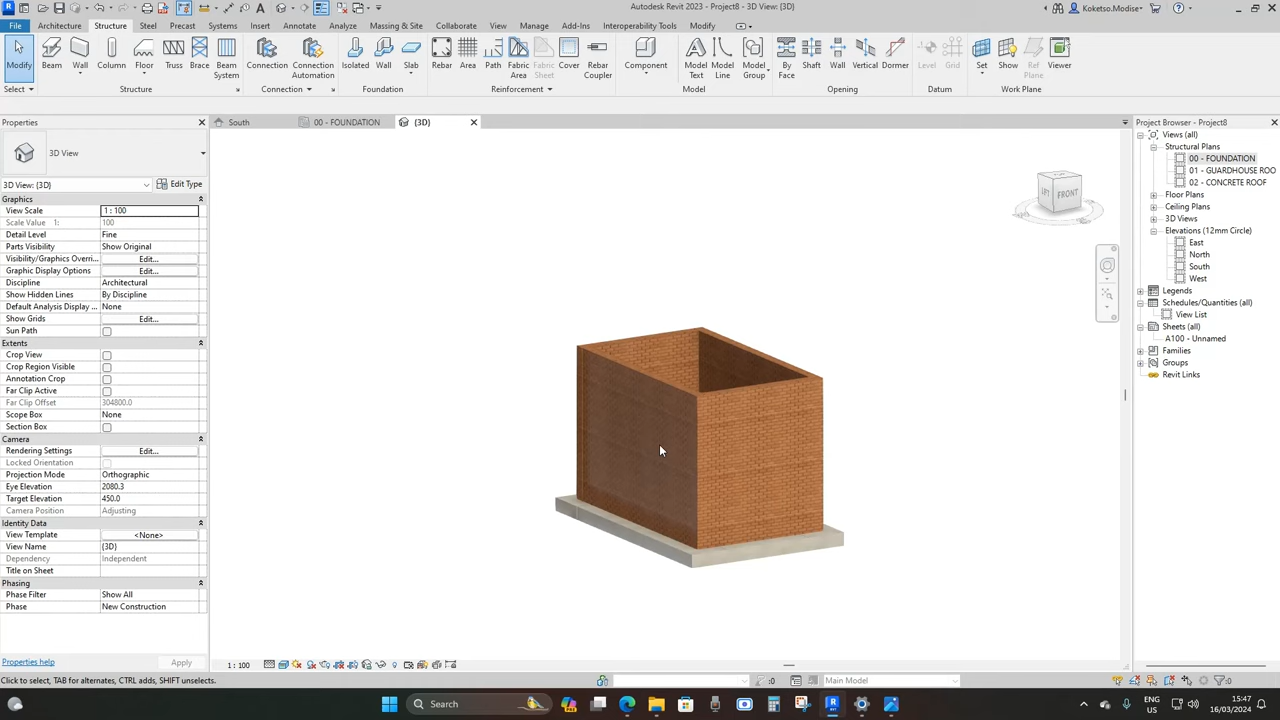 Autodesk Revit 2023 - Project8 - 3D View: {3D}
Koketso.Modise
File Architecture Structure Steel Precast Systems Insert Annotate Analyze Massing & Site Collaborate View Manage Add-Ins Interoperability Tools Modify
Modify Beam Wall Column Floor Truss Brace Beam System Connection Connection Automation Isolated Wall Slab Rebar Area Path Fabric Area Fabric Sheet Cover Rebar Coupler Component Model Text Model Line Model Group By Face Shaft Wall Vertical Dormer Level Grid Set Show Ref Plane Viewer
Select Structure Connection Foundation Reinforcement Model Opening Datum Work Plane
Properties
South 00 - FOUNDATION {3D}
Project Browser - Project8
3D View
3D View: {3D} Edit Type
Graphics
View Scale 1 : 100
Scale Value 1: 100
Detail Level Fine
Parts Visibility Show Original
Visibility/Graphics Overri... Edit...
Graphic Display Options Edit...
Discipline Architectural
Show Hidden Lines By Discipline
Default Analysis Display ... None
Show Grids Edit...
Sun Path
Extents
Crop View
Crop Region Visible
Annotation Crop
Far Clip Active
Far Clip Offset 304800.0
Scope Box None
Section Box
Camera
Rendering Settings Edit...
Locked Orientation
Projection Mode Orthographic
Eye Elevation 2080.3
Target Elevation 450.0
Camera Position Adjusting
Identity Data
View Template <None>
View Name {3D}
Dependency Independent
Title on Sheet
Phasing
Phase Filter Show All
Phase New Construction
Properties help Apply
LEFT FRONT
Views (all)
Structural Plans
00 - FOUNDATION
01 - GUARDHOUSE ROO
02 - CONCRETE ROOF
Floor Plans
Ceiling Plans
3D Views
Elevations (12mm Circle)
East
North
South
West
Legends
Schedules/Quantities (all)
View List
Sheets (all)
A100 - Unnamed
Families
Groups
Revit Links
1 : 100
Click to select, TAB for alternates, CTRL adds, SHIFT unselects.
:0 Main Model :0
Search
ENG
US
15:47
16/03/2024